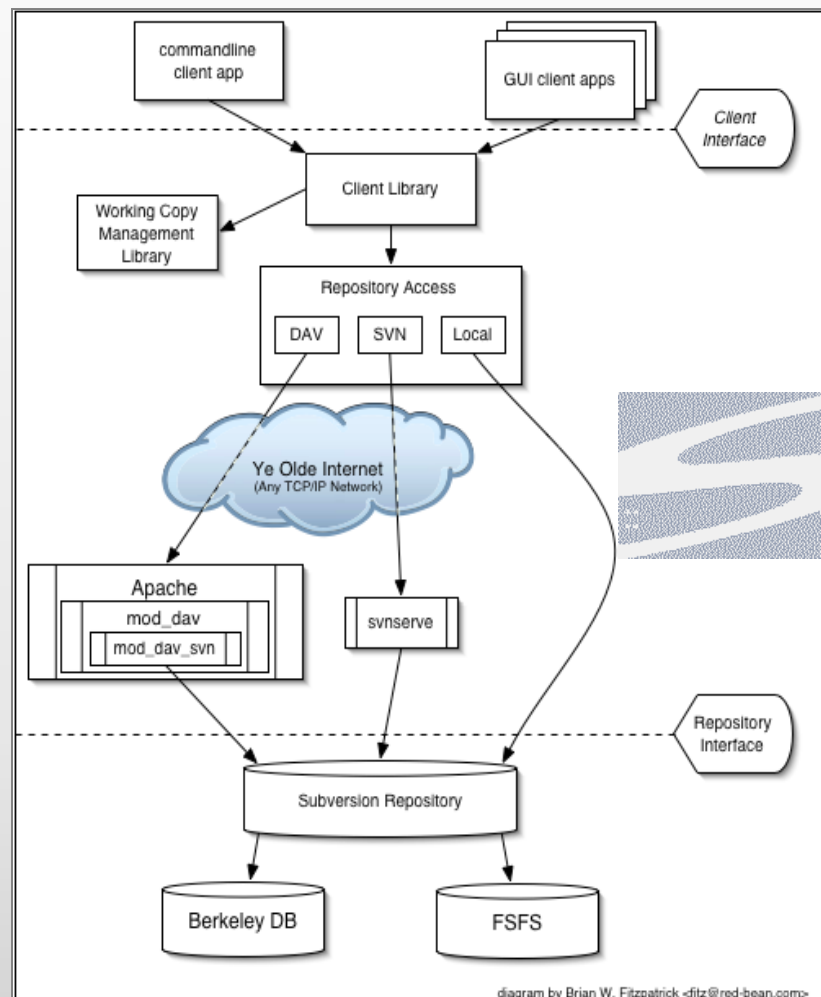 commandline
client app
GUI client apps
Client
Interface
Client Library
Working Copy
Management
Library
Repository Access
DAV
SVN
Local
Ye Olde Internet
(Any TCP/IP Network)
Apache
mod_dav
mod_dav_svn
svnserve
Repository
Interface
Subversion Repository
Berkeley DB
FSFS
diagram by Brian W. Fitzpatrick <fitz@red-bean.com>